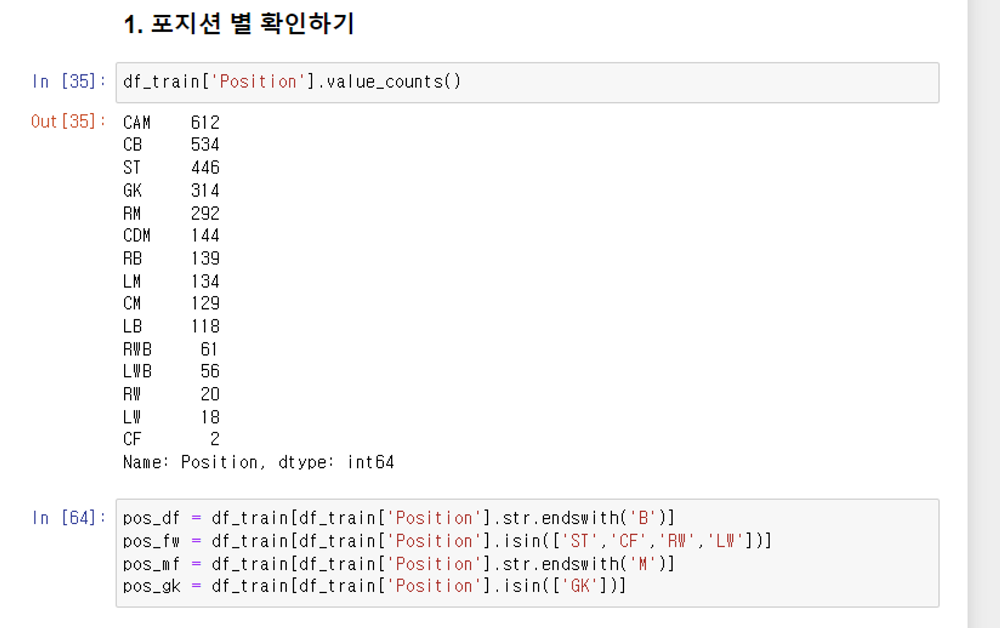 1. 포지션 별 확인하기
In [35]: df_train['Position'].value_counts()
Out[35]: CAM 612
CB 534
ST 446
GK 314
RM 292
CDM 144
RB 139
LM 134
CM 129
LB 118
RWB 61
LWB 56
RW 20
LW 18
CF 2
Name: Position, dtype: int64
In [64]: pos_df = df_train[df_train['Position'].str.endswith('B')]
pos_fw = df_train[df_train['Position'].isin(['ST','CF','RW','LW'])]
pos_mf = df_train[df_train['Position'].str.endswith('M')]
pos_gk = df_train[df_train['Position'].isin(['GK'])]